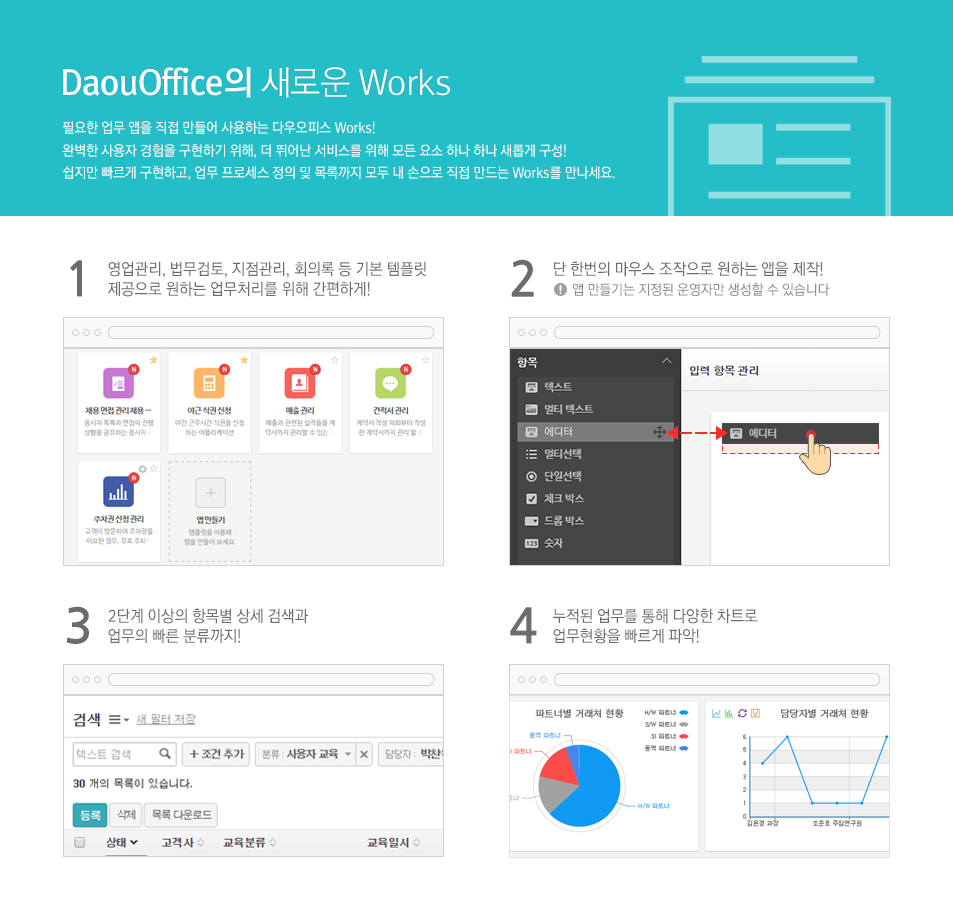 DaouOffice의 새로운 Works
필요한 업무 앱을 직접 만들어 사용하는 다우오피스 Works!
완벽한 사용자 경험을 구현하기 위해, 더 뛰어난 서비스를 위해 모든 요소 하나 하나 새롭게 구성!
쉽지만 빠르게 구현하고, 업무 프로세스 정의 및 목록까지 모두 내 손으로 직접 만드는 Works를 만나세요.
1
영업관리, 법무검토, 지점관리, 회의록 등 기본 템플릿
제공으로 원하는 업무처리를 위해 간편하게!
N
N
N
N
채용 면접 관리 채용…
야근 식권 신청
매출 관리
견적서 관리
응시자 목록과 면접의 진행
상황을 공유하는 응시자
야간 근무시간 식권을 신청
하는 어플리케이션
매출과 관련된 실적들을 계
약서까지 관리할 수 있는
계약서 작성 의뢰부터 작성
한 계약서까지 관리 할
N
주차권 신청 관리
고객이 방문하여 주차장을
이요한 경우, 무료 주차
앱 만들기
템플릿을 이용해
앱을 만들어 보세요.
2
단 한번의 마우스 조작으로 원하는 앱을 제작!
! 앱 만들기는 지정된 운영자만 생성할 수 있습니다
항목
텍스트
멀티 텍스트
에디터
멀티선택
단일선택
체크 박스
드롭 박스
123 숫자
입력 항목 관리
에디터
3
2단계 이상의 항목별 상세 검색과
업무의 빠른 분류까지!
검색
새 필터 저장
텍스트 검색
+ 조건 추가
분류 : 사용자 교육
담당자 : 박찬
30 개의 목록이 있습니다.
등록
삭제
목록 다운로드
상태
고객사
교육분류
교육일시
4
누적된 업무를 통해 다양한 차트로
업무현황을 빠르게 파악!
파트너별 거래처 현황
H/W 파트너
S/W 파트너
SI 파트너
용역 파트너
용역 파트너
SI 파트너
트너
H/W 파트너
담당자별 거래처 현황
6
5
4
3
2
1
0
김은경 과장
조준호 주임연구원